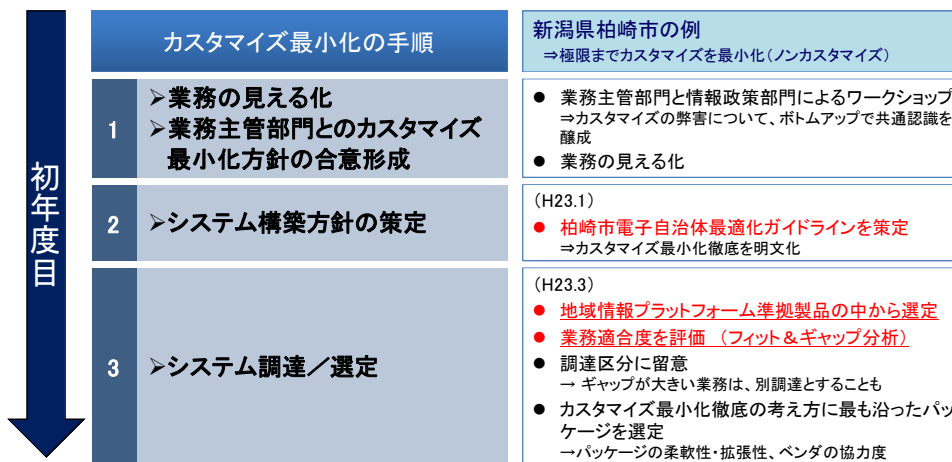 初年度目
カスタマイズ最小化の手順
新潟県柏崎市の例
⇒極限までカスタマイズを最小化(ノンカスタマイズ)
1
➢業務の見える化
➢業務主管部門とのカスタマイズ
最小化方針の合意形成
● 業務主管部門と情報政策部門によるワークショップ
⇒カスタマイズの弊害について、ボトムアップで共通認識を
醸成
● 業務の見える化
2
➢システム構築方針の策定
(H23.1)
● 柏崎市電子自治体最適化ガイドラインを策定
⇒カスタマイズ最小化徹底を明文化
3
➢システム調達／選定
(H23.3)
● 地域情報プラットフォーム準拠製品の中から選定
● 業務適合度を評価 (フィット＆ギャップ分析)
● 調達区分に留意
→ ギャップが大きい業務は、別調達とすることも
● カスタマイズ最小化徹底の考え方に最も沿ったパッ
ケージを選定
→パッケージの柔軟性・拡張性、ベンダの協力度